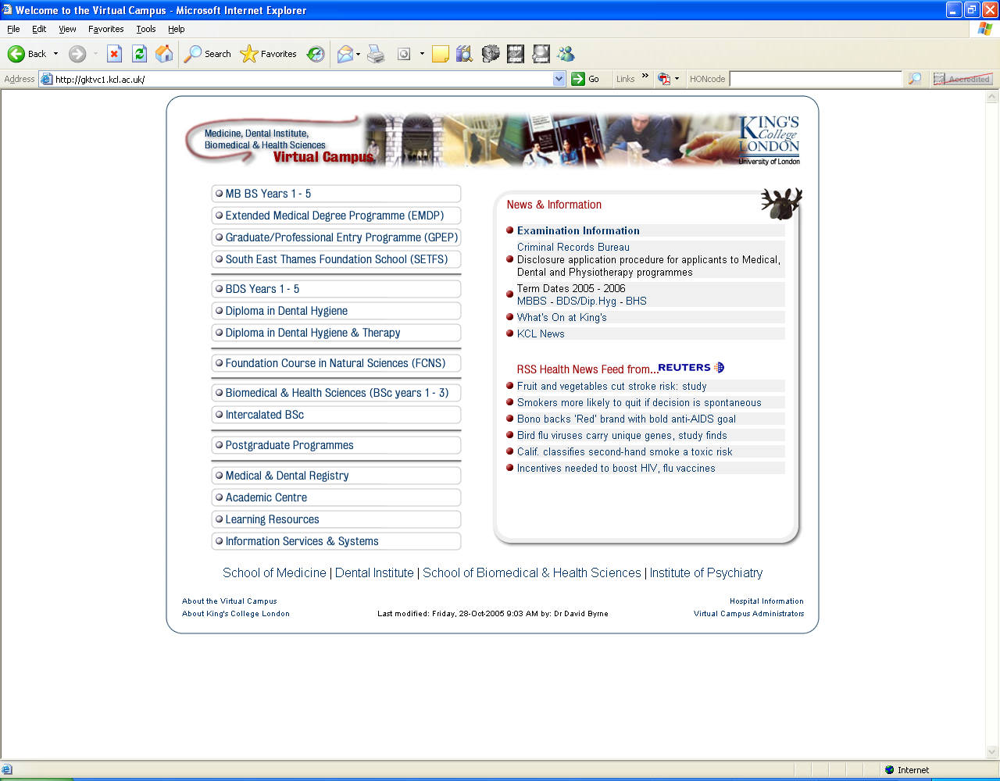 Welcome to the Virtual Campus - Microsoft Internet Explorer
File Edit View Favorites Tools Help
Back Search Favorites
Address http://gktvc1.kcl.ac.uk/ Go Links » HONcode Accredited
Medicine, Dental Institute,
Biomedical & Health Sciences
Virtual Campus
KING'S
College
LONDON
University of London
MB BS Years 1 - 5
Extended Medical Degree Programme (EMDP)
Graduate/Professional Entry Programme (GPEP)
South East Thames Foundation School (SETFS)
BDS Years 1 - 5
Diploma in Dental Hygiene
Diploma in Dental Hygiene & Therapy
Foundation Course in Natural Sciences (FCNS)
Biomedical & Health Sciences (BSc years 1 - 3)
Intercalated BSc
Postgraduate Programmes
Medical & Dental Registry
Academic Centre
Learning Resources
Information Services & Systems
News & Information
Examination Information
Criminal Records Bureau
Disclosure application procedure for applicants to Medical,
Dental and Physiotherapy programmes
Term Dates 2005 - 2006
MBBS - BDS/Dip.Hyg - BHS
What's On at King's
KCL News
RSS Health News Feed from...REUTERS
Fruit and vegetables cut stroke risk: study
Smokers more likely to quit if decision is spontaneous
Bono backs 'Red' brand with bold anti-AIDS goal
Bird flu viruses carry unique genes, study finds
Calif. classifies second-hand smoke a toxic risk
Incentives needed to boost HIV, flu vaccines
School of Medicine | Dental Institute | School of Biomedical & Health Sciences | Institute of Psychiatry
About the Virtual Campus Hospital Information
About King's College London Last modified: Friday, 28-Oct-2005 9:03 AM by: Dr David Byrne Virtual Campus Administrators
Internet